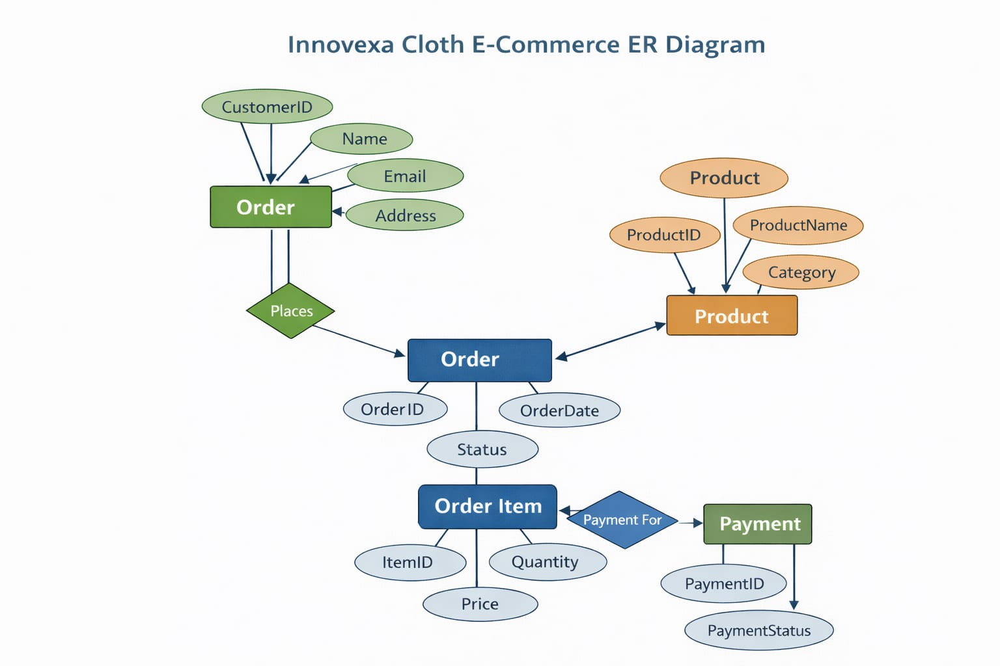 Innovexa Cloth E-Commerce ER Diagram
CustomerID
Name
Email
Address
Order
Places
Product
ProductID
ProductName
Category
Product
Order
OrderID
OrderDate
Status
Order Item
Payment For
Payment
ItemID
Quantity
Price
PaymentID
PaymentStatus